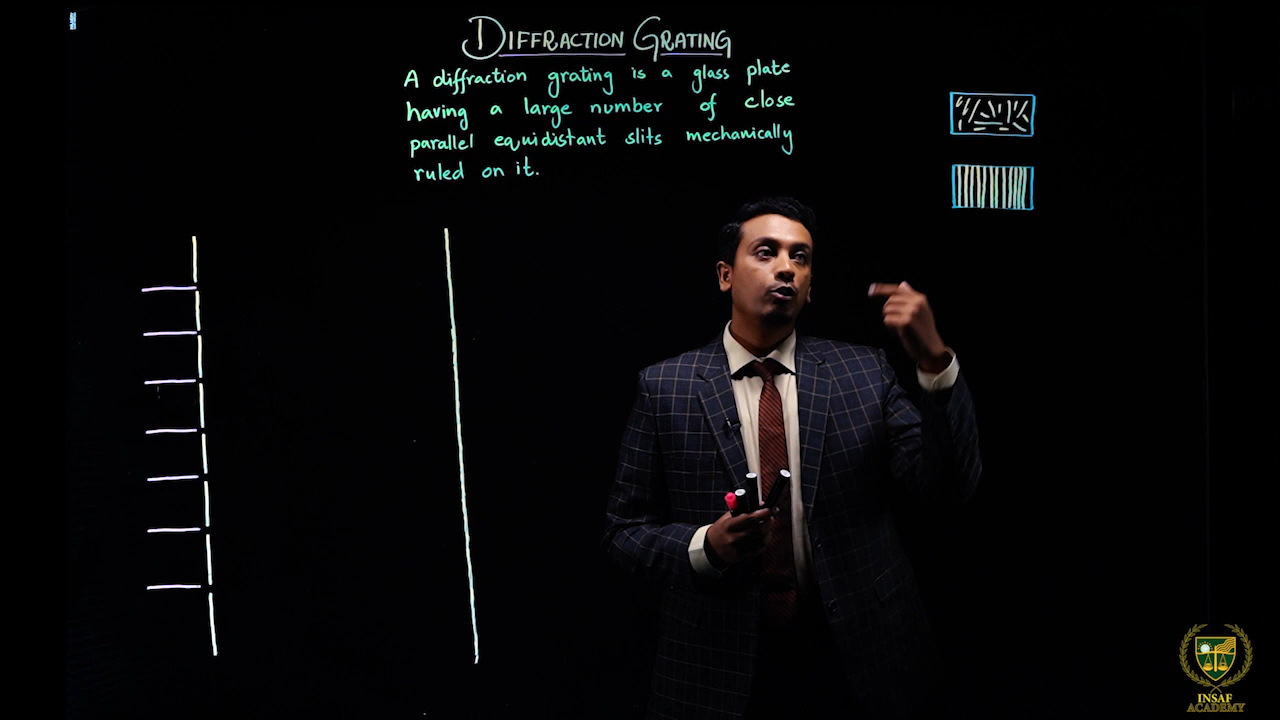 DIFFRACTION GRATING
A diffraction grating is a glass plate
having a large number of close
parallel equidistant slits mechanically
ruled on it.
INSAF
ACADEMY